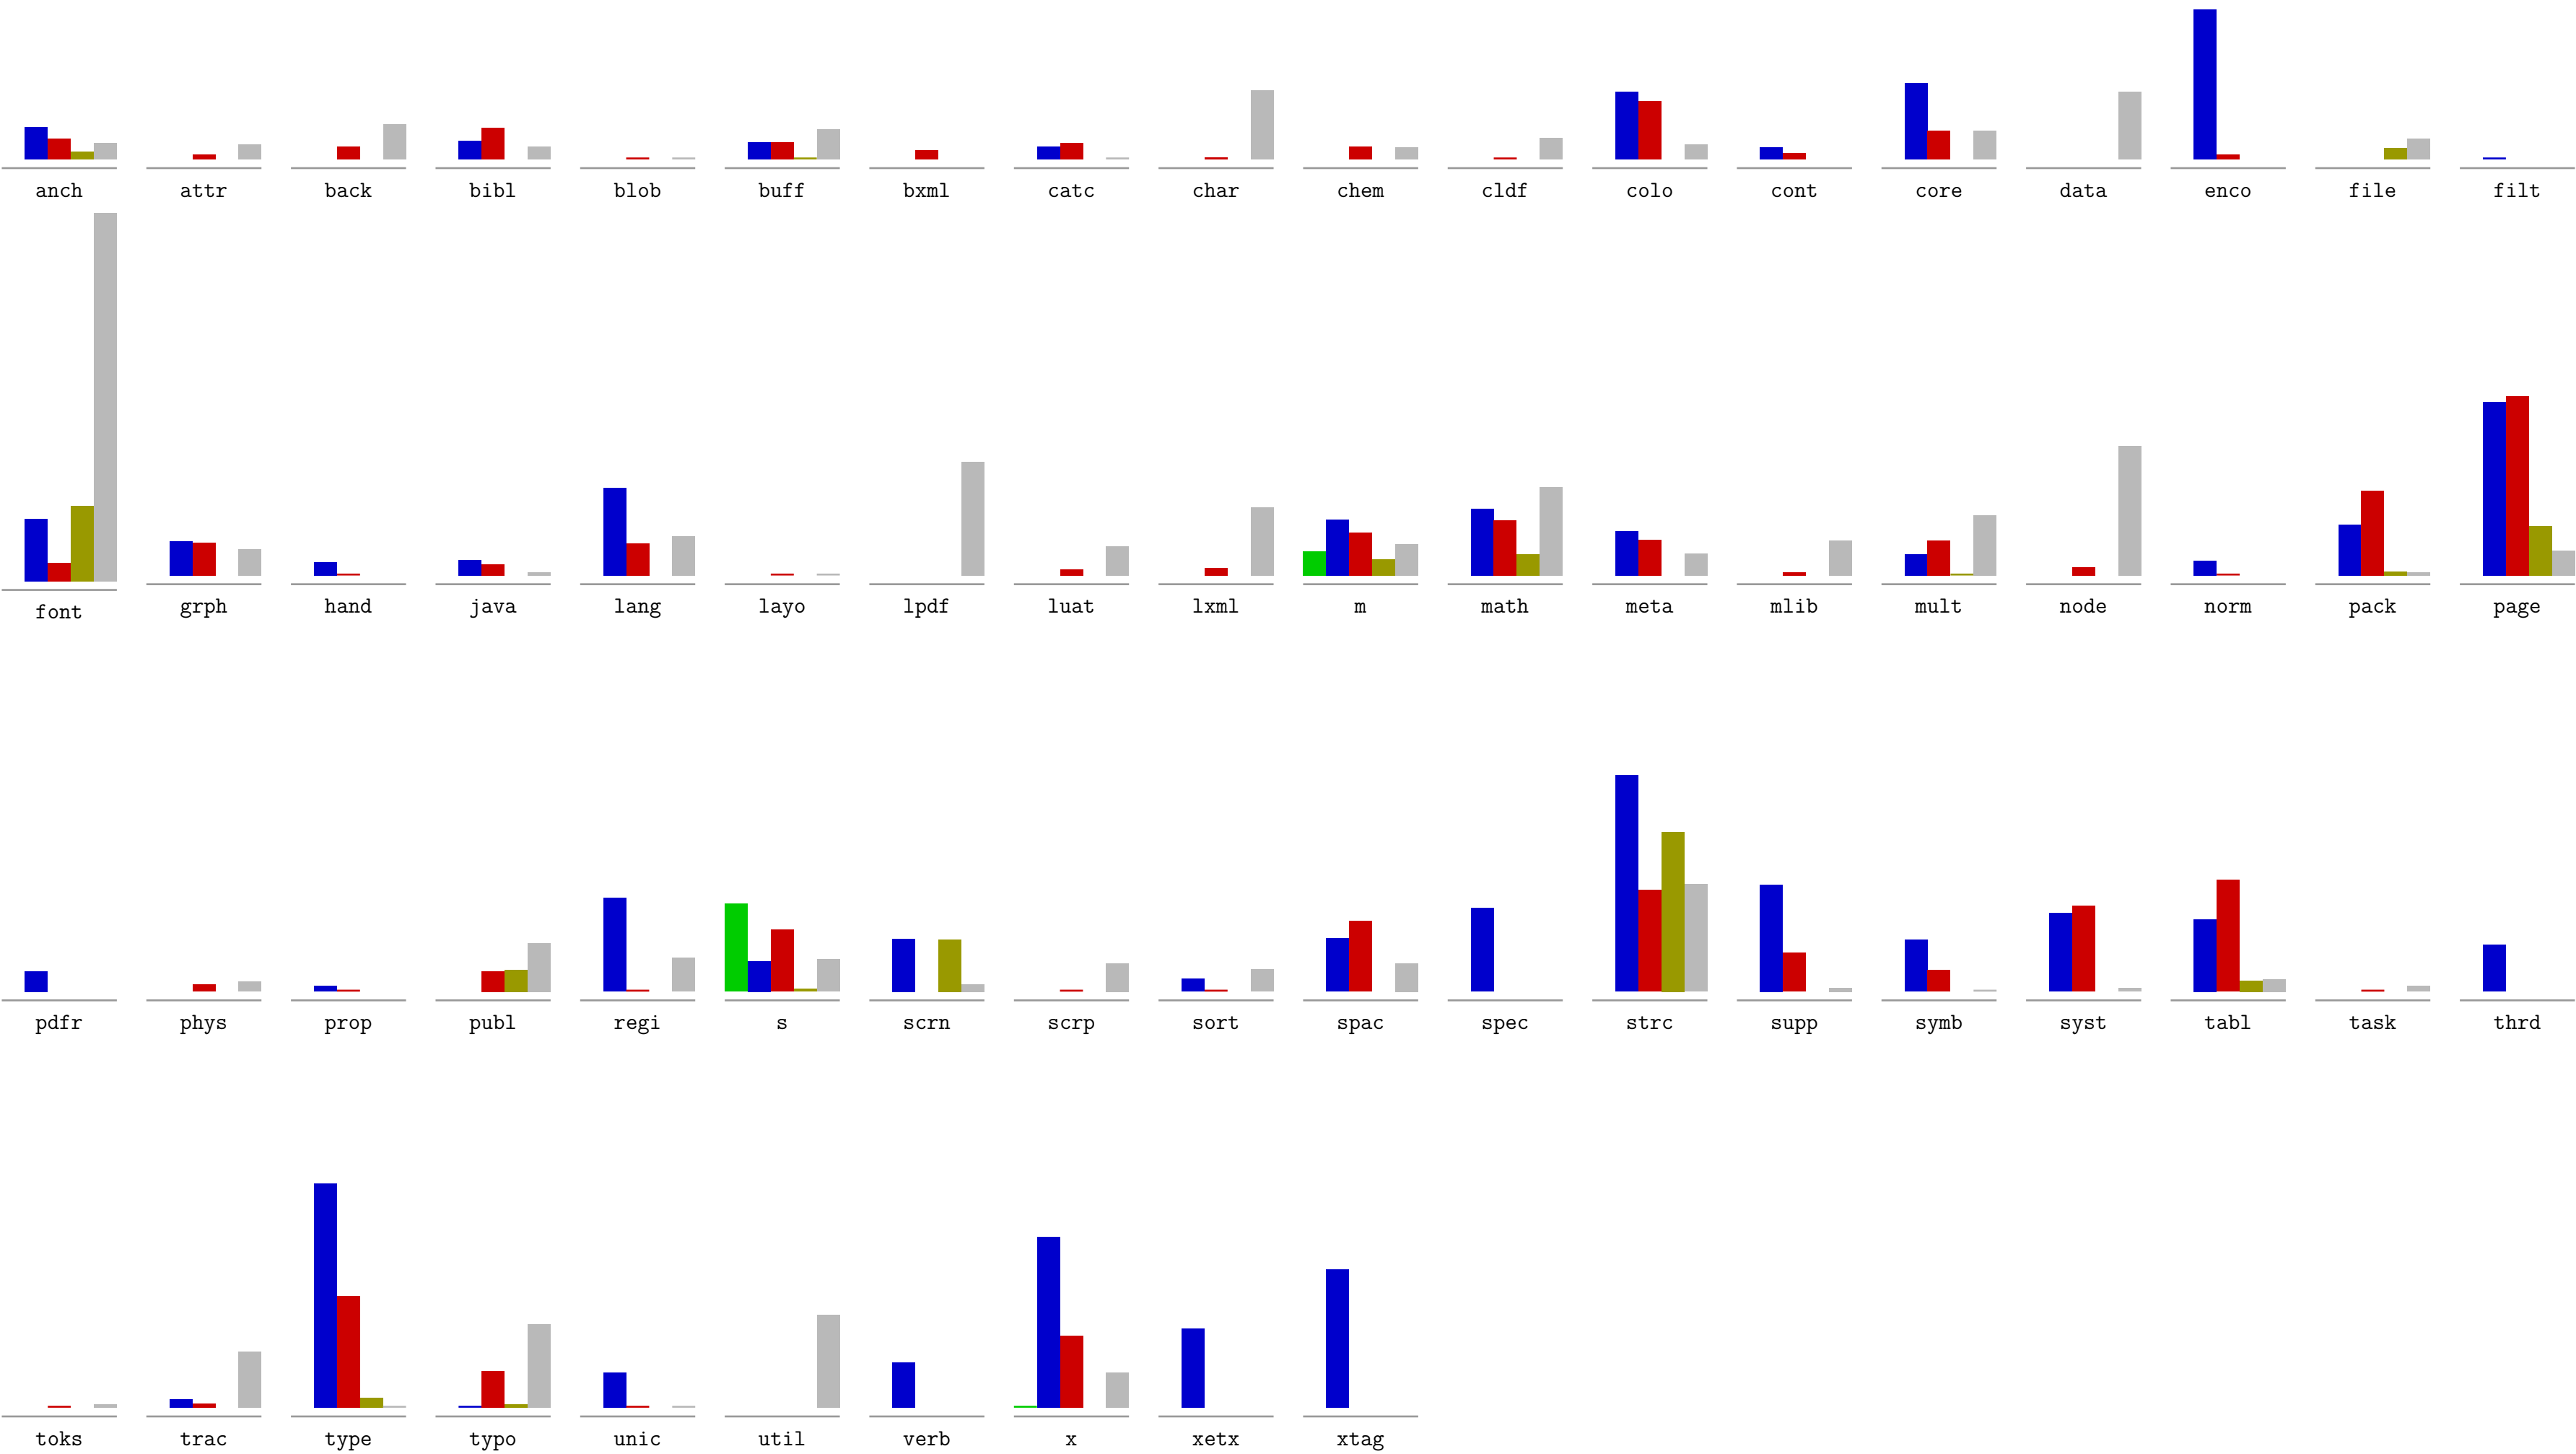 anch attr back bibl blob buff bxml catc char chem cldf colo cont core data enco file filt
font grph hand java lang layo lpdf luat lxml m math meta mlib mult node norm pack page
pdfr phys prop publ regi s scrn scrp sort spac spec strc supp symb syst tabl task thrd
toks trac type typo unic util verb x xetx xtag